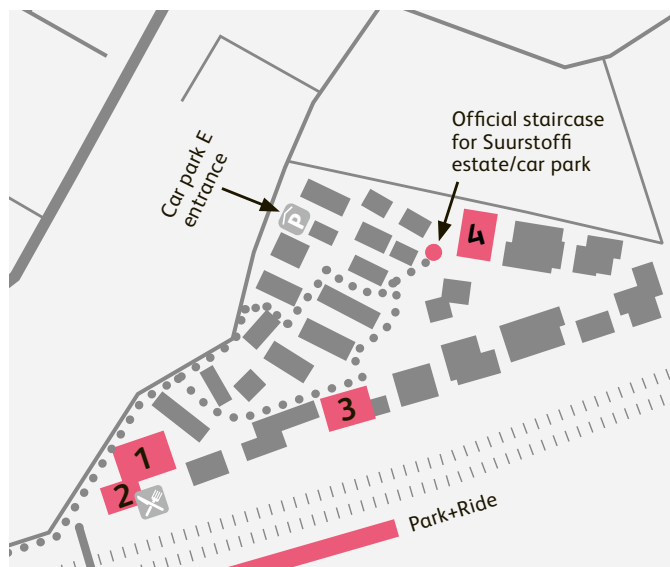 Official staircase
for Suurstoffi
estate/car park
Car park E
entrance
P
4
3
1
2
Park+Ride